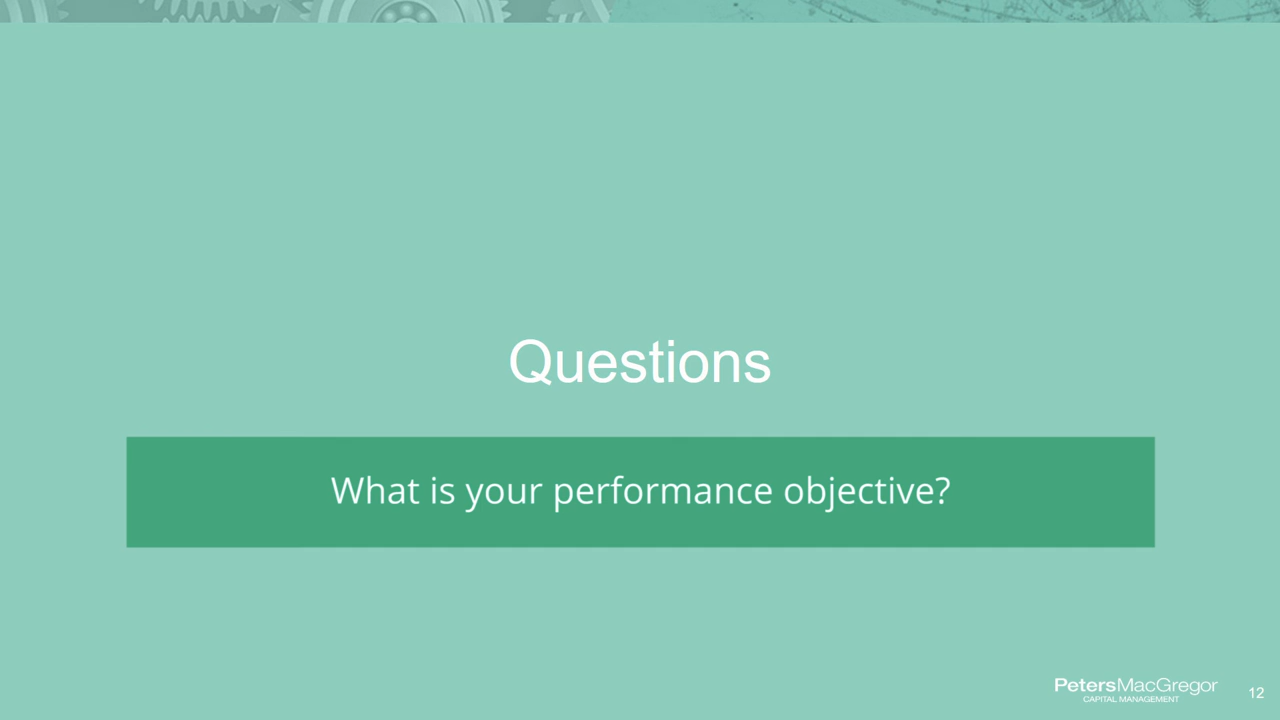 Questions
What is your performance objective?
PetersMacGregor
CAPITAL MANAGEMENT
12